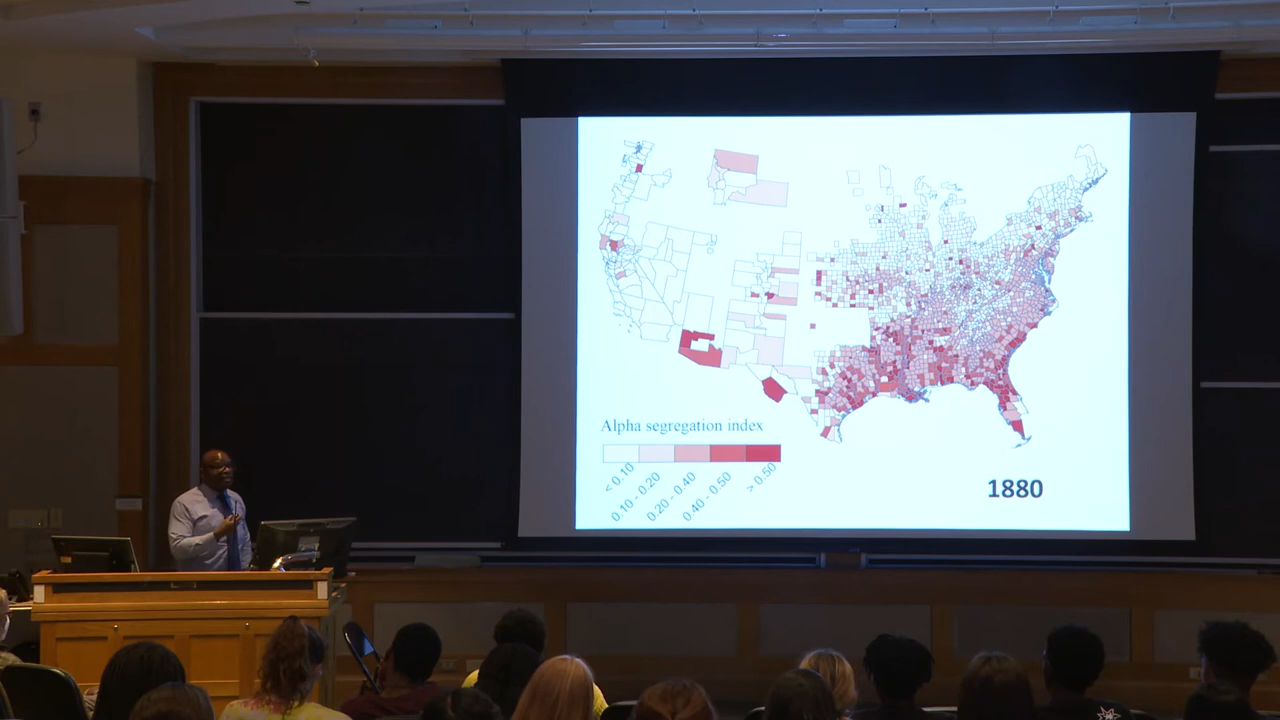 Alpha segregation index
< 0.10
0.10 - 0.20
0.20 - 0.40
0.40 - 0.50
> 0.50
1880